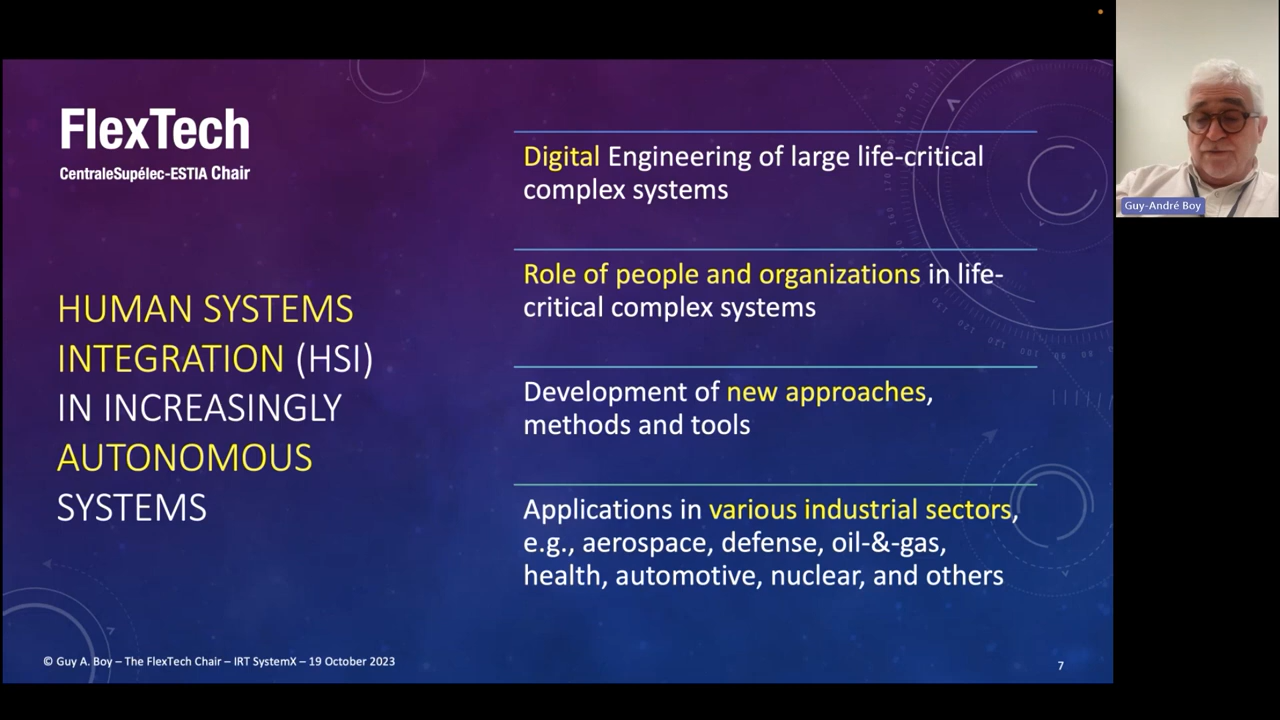 FlexTech
CentraleSupélec-ESTIA Chair
HUMAN SYSTEMS
INTEGRATION (HSI)
IN INCREASINGLY
AUTONOMOUS
SYSTEMS
Digital Engineering of large life-critical
complex systems
Role of people and organizations in life-
critical complex systems
Development of new approaches,
methods and tools
Applications in various industrial sectors,
e.g., aerospace, defense, oil-&-gas,
health, automotive, nuclear, and others
© Guy A. Boy – The FlexTech Chair – IRT SystemX – 19 October 2023
7
Guy-André Boy